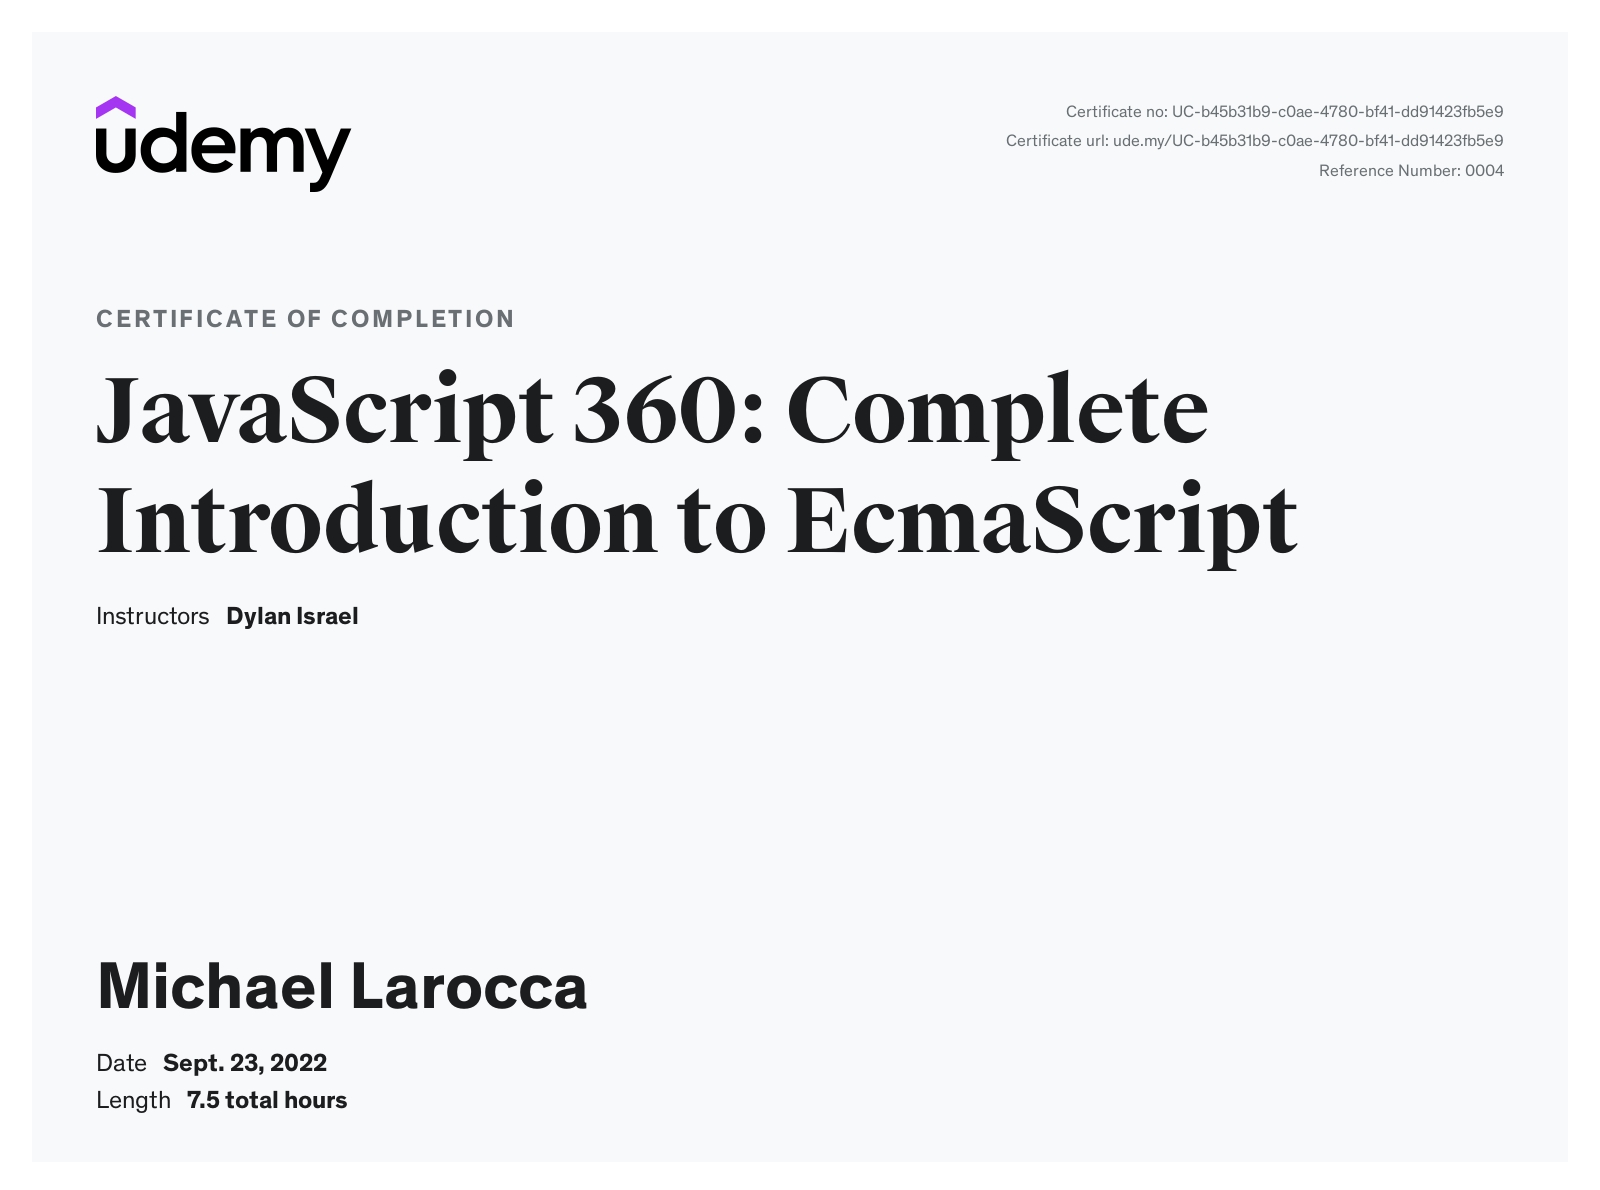 udemy
Certificate no: UC-b45b31b9-c0ae-4780-bf41-dd91423fb5e9
Certificate url: ude.my/UC-b45b31b9-c0ae-4780-bf41-dd91423fb5e9
Reference Number: 0004
CERTIFICATE OF COMPLETION
JavaScript 360: Complete
Introduction to EcmaScript
Instructors Dylan Israel
Michael Larocca
Date Sept. 23, 2022
Length 7.5 total hours